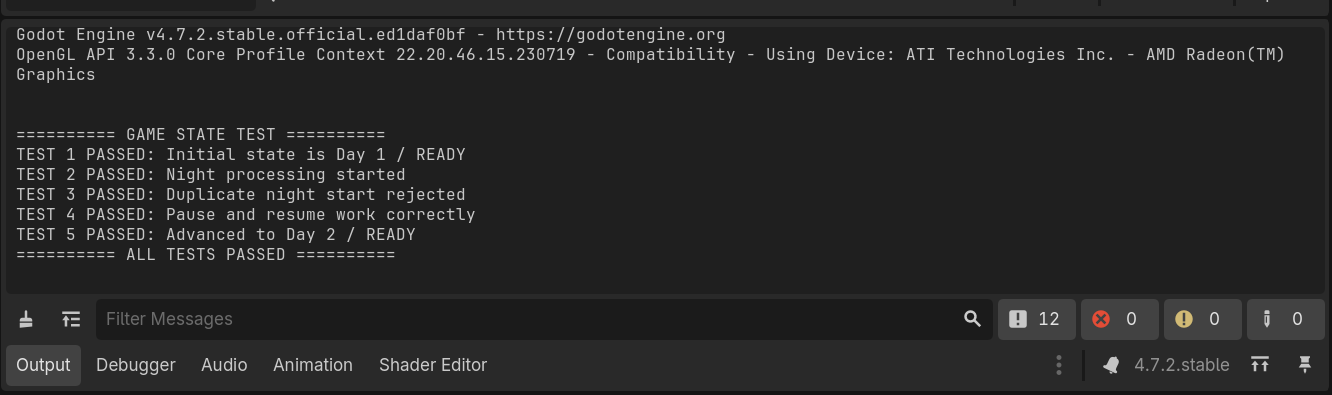 Godot Engine v4.7.2.stable.official.ed1daf0bf - https://godotengine.org
OpenGL API 3.3.0 Core Profile Context 22.20.46.15.230719 - Compatibility - Using Device: ATI Technologies Inc. - AMD Radeon(TM)
Graphics
========== GAME STATE TEST ==========
TEST 1 PASSED: Initial state is Day 1 / READY
TEST 2 PASSED: Night processing started
TEST 3 PASSED: Duplicate night start rejected
TEST 4 PASSED: Pause and resume work correctly
TEST 5 PASSED: Advanced to Day 2 / READY
========== ALL TESTS PASSED ==========
Filter Messages 12 0 0 0
Output Debugger Audio Animation Shader Editor 4.7.2.stable